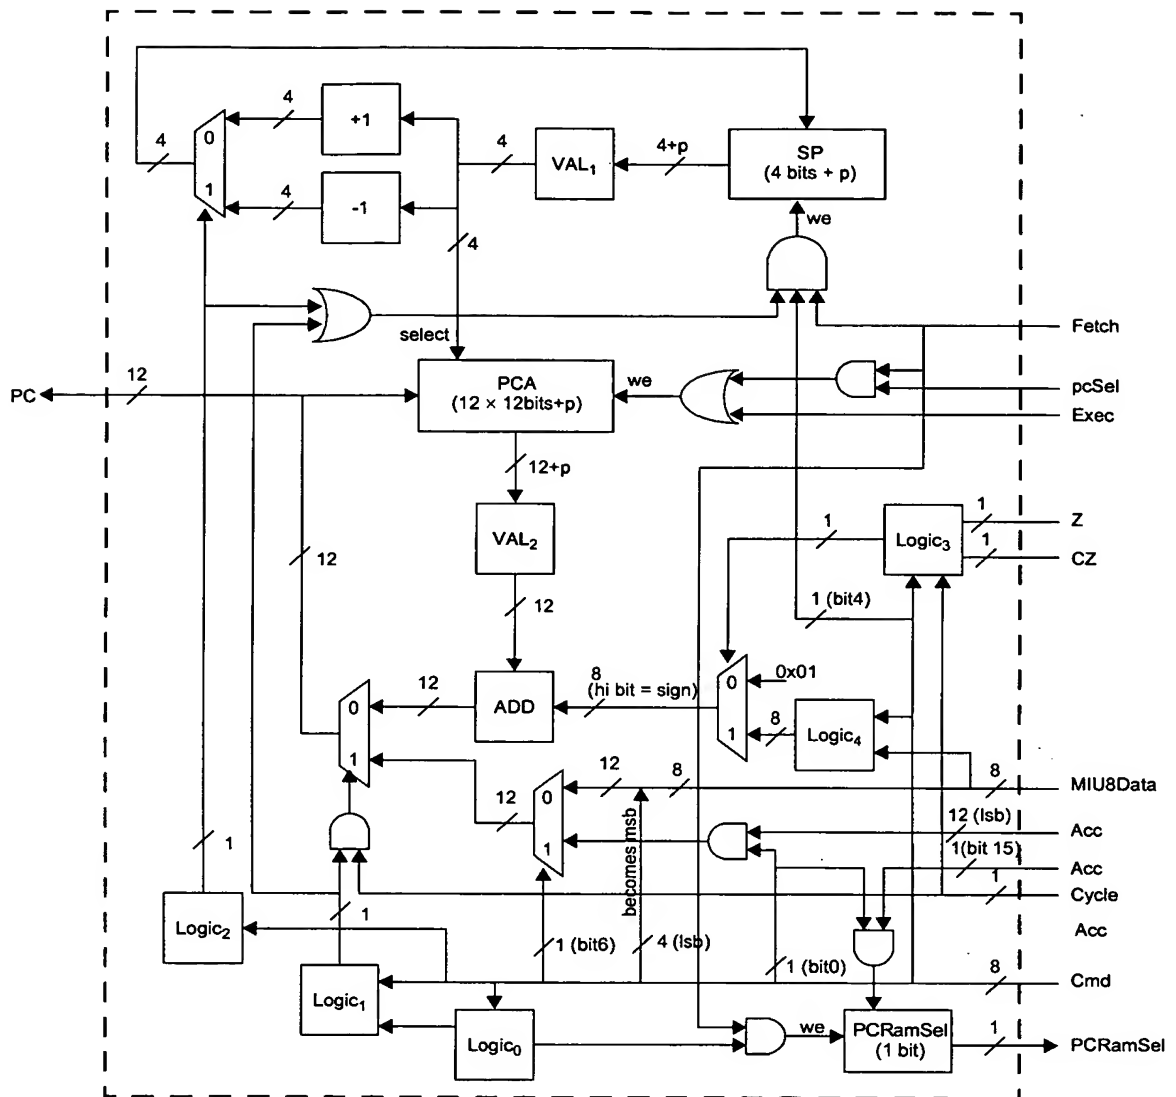 4
+1
4
0
4
1
-1
4
VAL₁
4+p
SP
(4 bits + p)
4
we
select
Fetch
PC
12
PCA
(12 × 12bits+p)
we
pcSel
Exec
12+p
VAL₂
12
12
1
Logic₃
1
Z
1
CZ
1 (bit4)
0
12
ADD
8
(hi bit = sign)
0
0x01
1
8
Logic₄
1
12
12
8
8
MIU8Data
0
1
becomes msb
12 (lsb)
Acc
1(bit 15)
Acc
1
1
Cycle
Logic₂
1
1 (bit6)
4 (lsb)
1 (bit0)
Acc
Logic₁
8
Cmd
Logic₀
we
PCRamSel
(1 bit)
1
PCRamSel